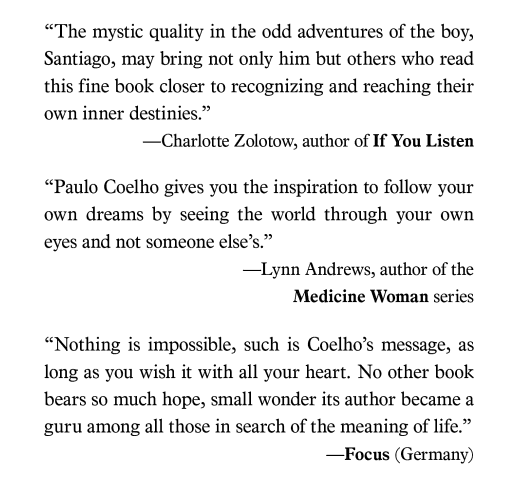 “The mystic quality in the odd adventures of the boy,
Santiago, may bring not only him but others who read
this fine book closer to recognizing and reaching their
own inner destinies.”
—Charlotte Zolotow, author of If You Listen
“Paulo Coelho gives you the inspiration to follow your
own dreams by seeing the world through your own
eyes and not someone else’s.”
—Lynn Andrews, author of the
Medicine Woman series
“Nothing is impossible, such is Coelho’s message, as
long as you wish it with all your heart. No other book
bears so much hope, small wonder its author became a
guru among all those in search of the meaning of life.”
—Focus (Germany)